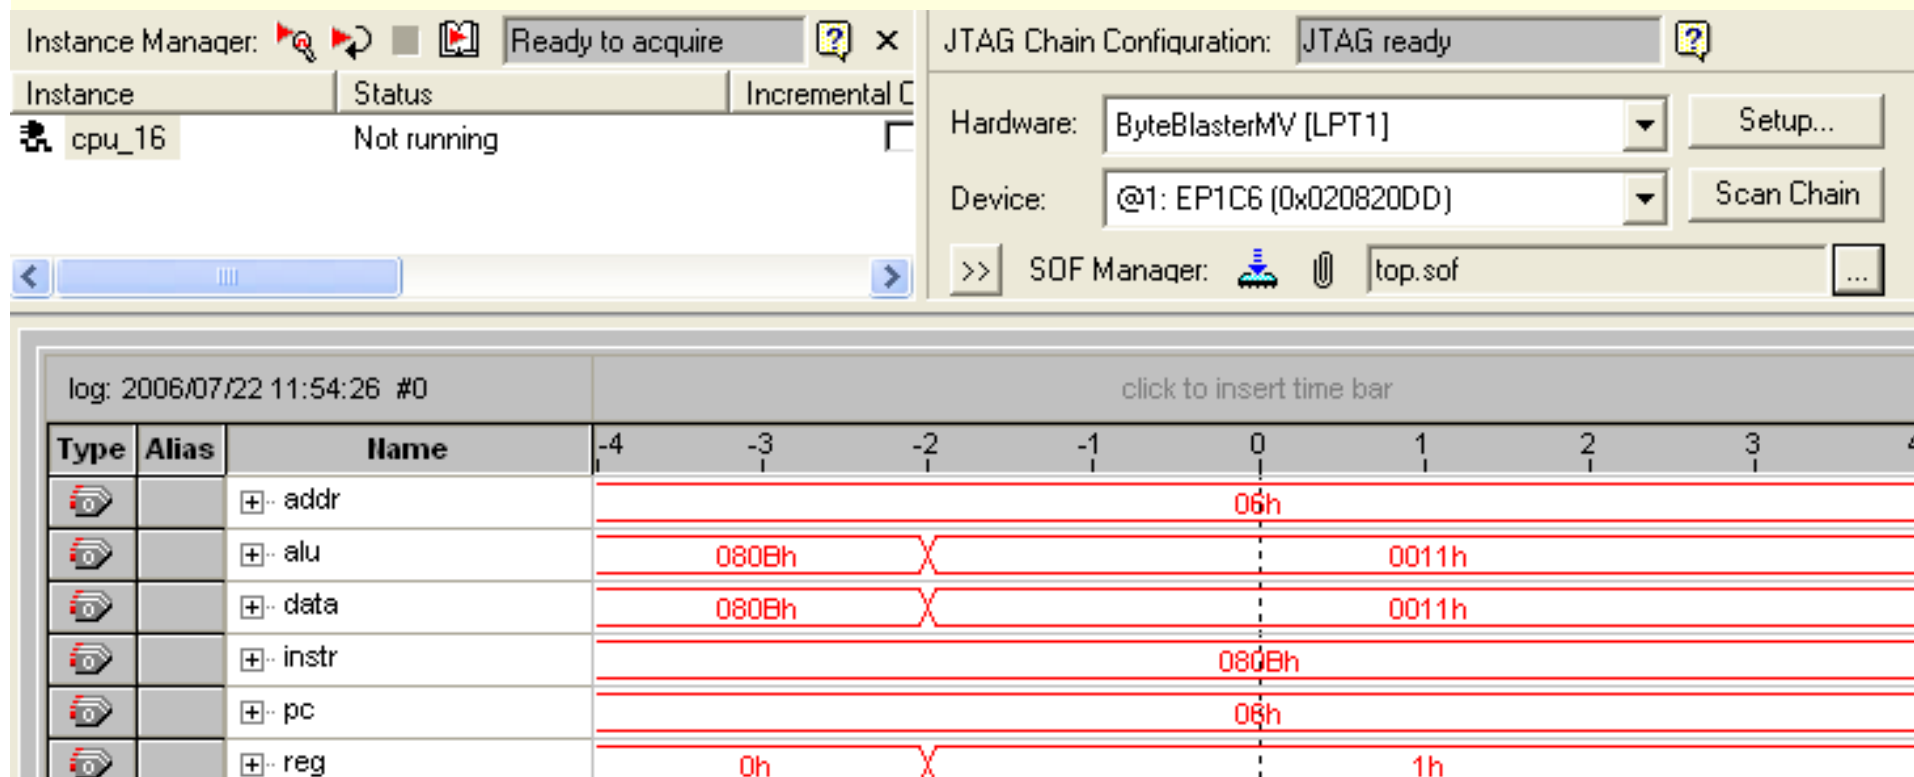 Instance Manager: Ready to acquire
Instance Status Incremental C
cpu_16 Not running
JTAG Chain Configuration: JTAG ready
Hardware: ByteBlasterMV [LPT1] Setup...
Device: @1: EP1C6 (0x020820DD) Scan Chain
>> SOF Manager: top.sof ...
log: 2006/07/22 11:54:26 #0 click to insert time bar
Type Alias Name -4 -3 -2 -1 0 1 2 3 4
addr 06h
alu 080Bh 0011h
data 080Bh 0011h
instr 080Bh
pc 06h
reg 0h 1h